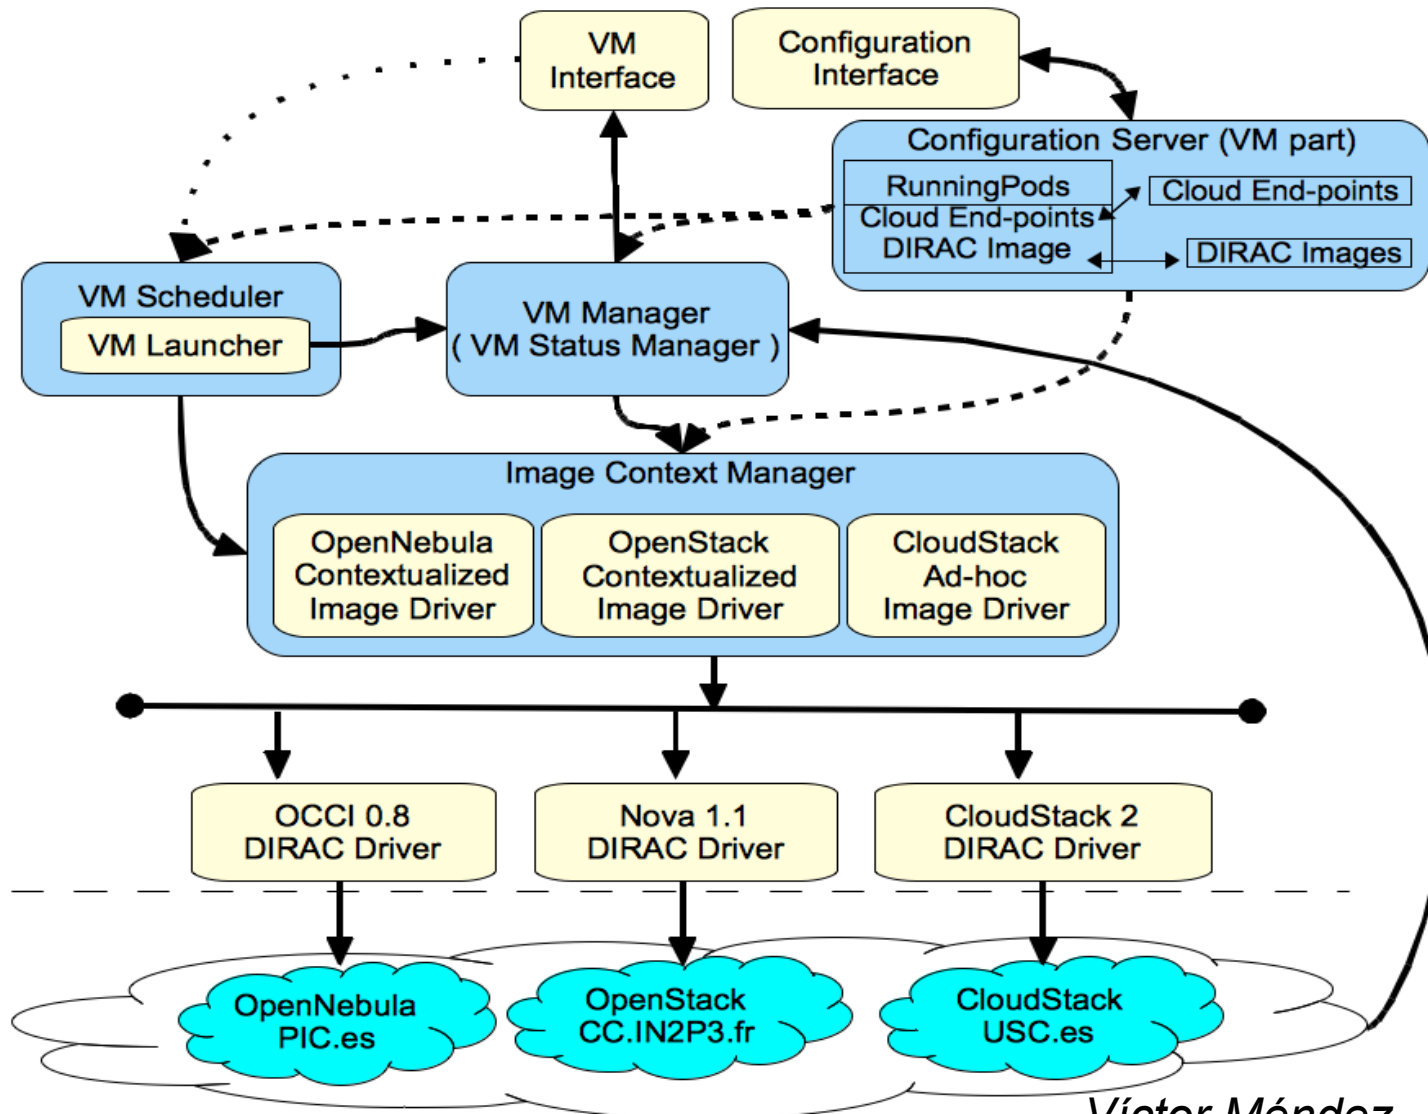 VM
Interface
Configuration
Interface
Configuration Server (VM part)
RunningPods
Cloud End-points
DIRAC Image
Cloud End-points
DIRAC Images
VM Scheduler
VM Launcher
VM Manager
( VM Status Manager )
Image Context Manager
OpenNebula
Contextualized
Image Driver
OpenStack
Contextualized
Image Driver
CloudStack
Ad-hoc
Image Driver
OCCI 0.8
DIRAC Driver
Nova 1.1
DIRAC Driver
CloudStack 2
DIRAC Driver
OpenNebula
PIC.es
OpenStack
CC.IN2P3.fr
CloudStack
USC.es
Víctor Méndez